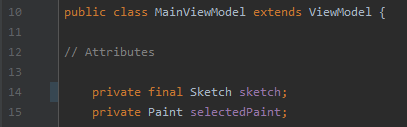 10 public class MainViewModel extends ViewModel {
11
12 // Attributes
13
14 private final Sketch sketch;
15 private Paint selectedPaint;